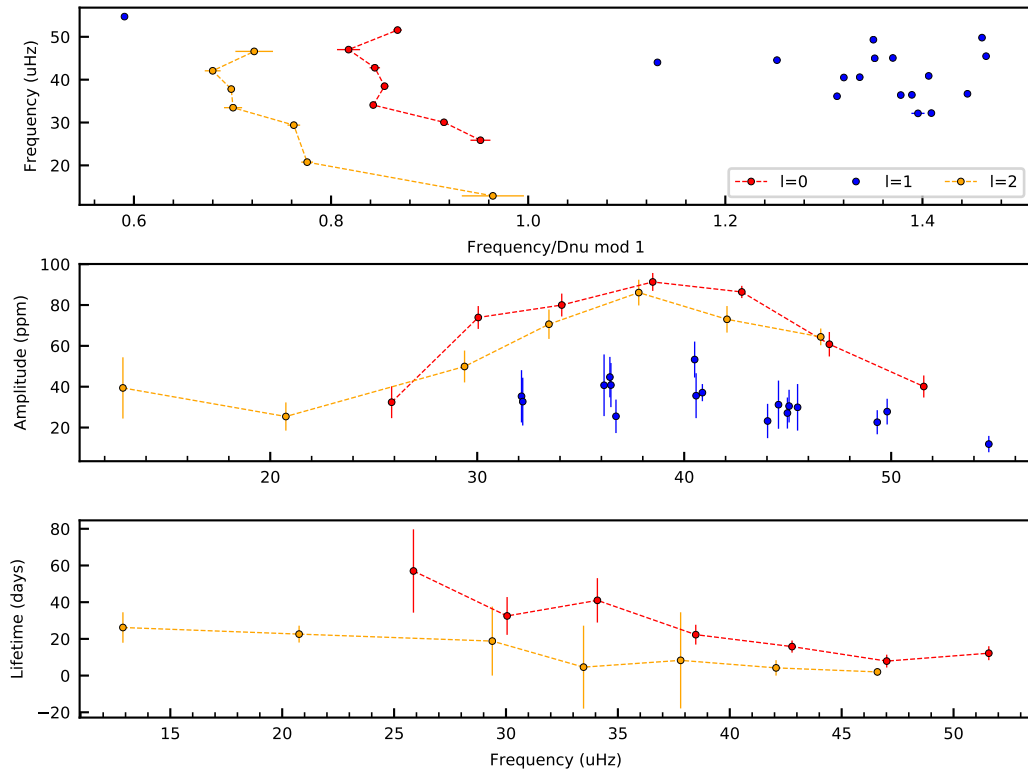 50
40
30
20
Frequency (uHz)
0.6 0.8 1.0 1.2 1.4
Frequency/Dnu mod 1
l=0 l=1 l=2
100
80
60
40
20
Amplitude (ppm)
20 30 40 50
80
60
40
20
0
−20
Lifetime (days)
15 20 25 30 35 40 45 50 55
Frequency (uHz)